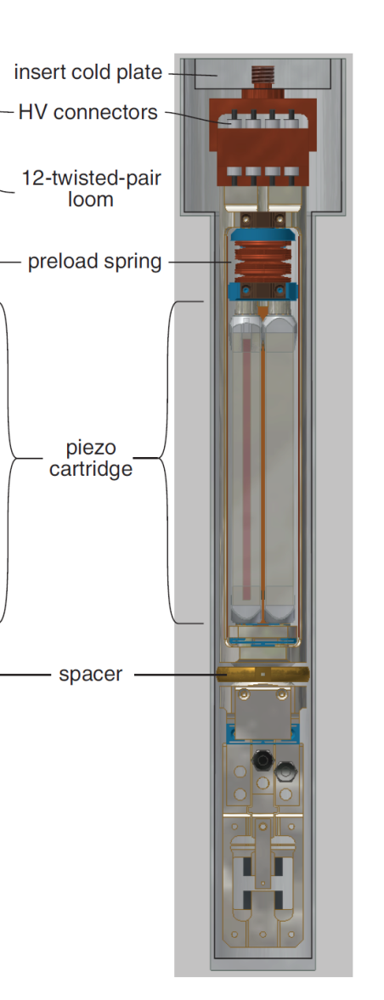 insert cold plate
HV connectors
12-twisted-pair
loom
preload spring
piezo
cartridge
spacer